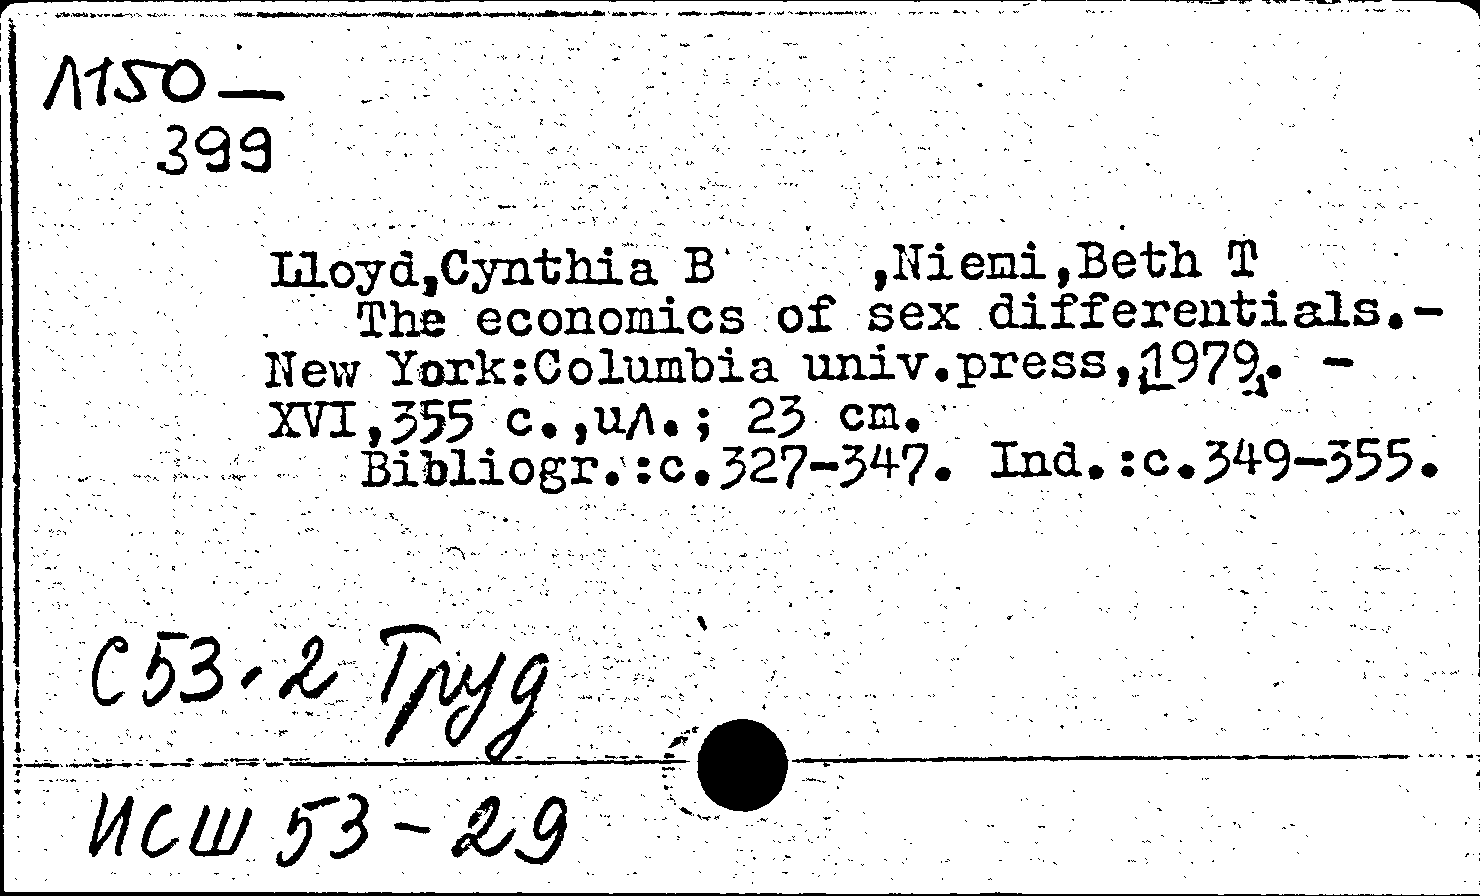 Л150—
399
Lloyd,Cynthia B ,Niemi,Beth T
The economics of sex differentials.-
New York:Columbia univ.press,1979. -
XVI,355 с.,ил.; 23 cm.
Bibliogr.:с.327-347. Ind.:с.349-355.
С53.2 Труд
ИСШ 53-29